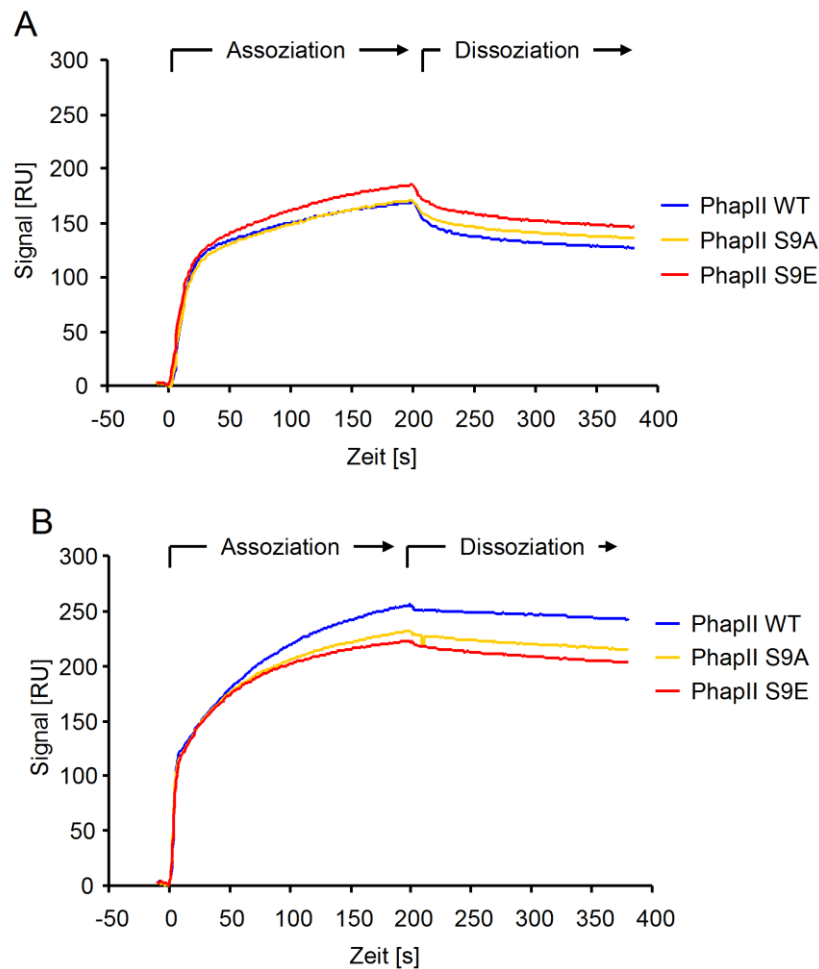 A
Assoziation
Dissoziation
300
250
200
150
100
50
0
Signal [RU]
-50 0 50 100 150 200 250 300 350 400
Zeit [s]
PhapII WT
PhapII S9A
PhapII S9E
B
Assoziation
Dissoziation
300
250
200
150
100
50
0
Signal [RU]
-50 0 50 100 150 200 250 300 350 400
Zeit [s]
PhapII WT
PhapII S9A
PhapII S9E